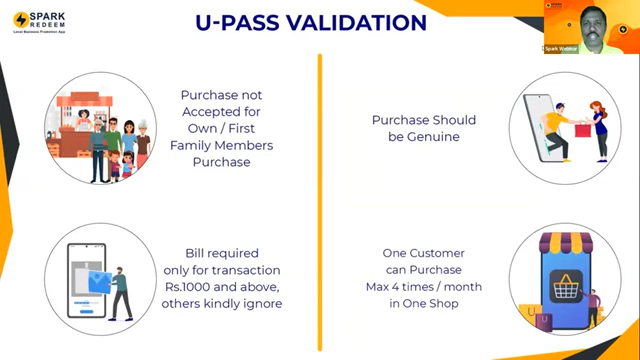 SPARK
REDEEM
Local Business Promotion App
U-PASS VALIDATION
Purchase not
Accepted for
Own / First
Family Members
Purchase
Bill required
only for transaction
Rs.1000 and above,
others kindly ignore
Purchase Should
be Genuine
One Customer
can Purchase
Max 4 times / month
in One Shop
Spark Webinar